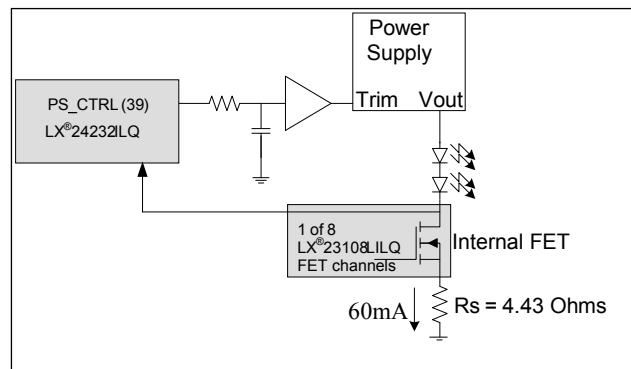 Power
Supply
Trim Vout
PS_CTRL (39)
LX®24232ILQ
1 of 8
LX®23108LILQ
FET channels
Internal FET
60mA
Rs = 4.43 Ohms